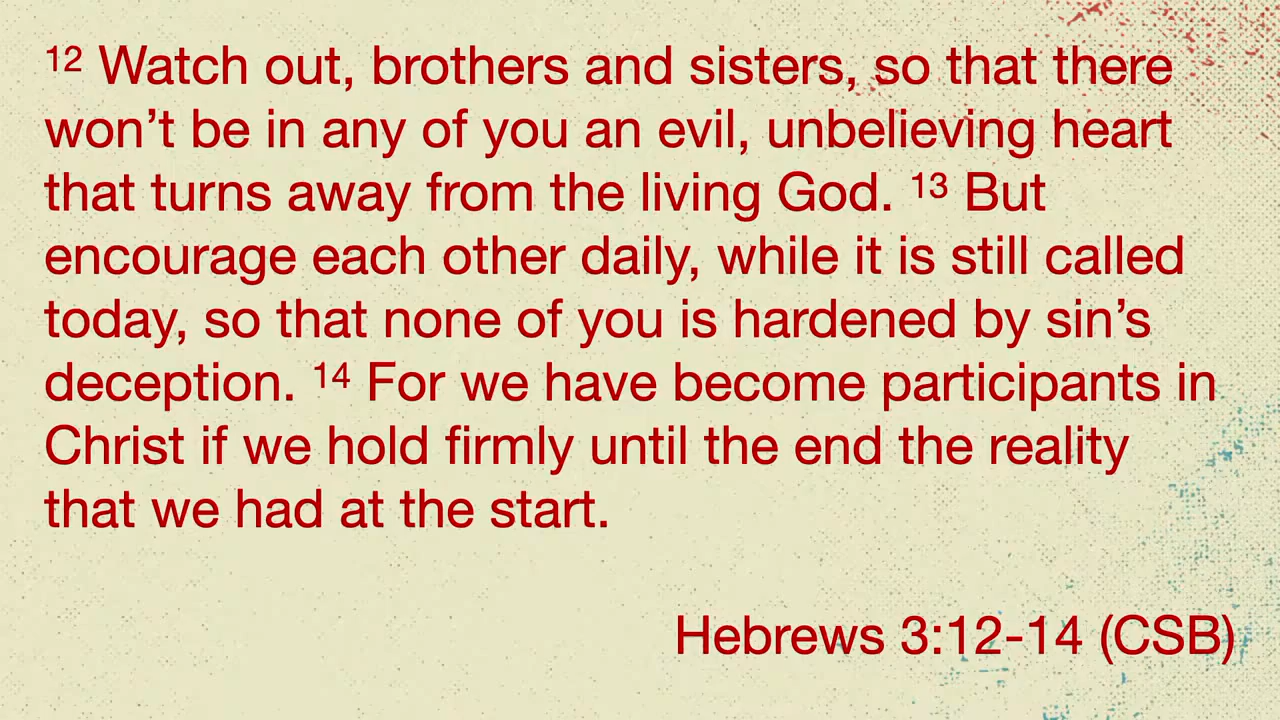 12 Watch out, brothers and sisters, so that there
won’t be in any of you an evil, unbelieving heart
that turns away from the living God. 13 But
encourage each other daily, while it is still called
today, so that none of you is hardened by sin’s
deception. 14 For we have become participants in
Christ if we hold firmly until the end the reality
that we had at the start.
Hebrews 3:12-14 (CSB)